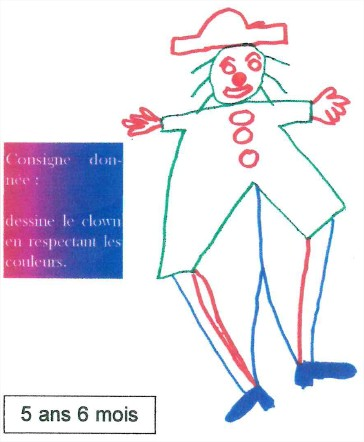 Consigne don-
née :
dessine le clown
en respectant les
couleurs.
5 ans 6 mois